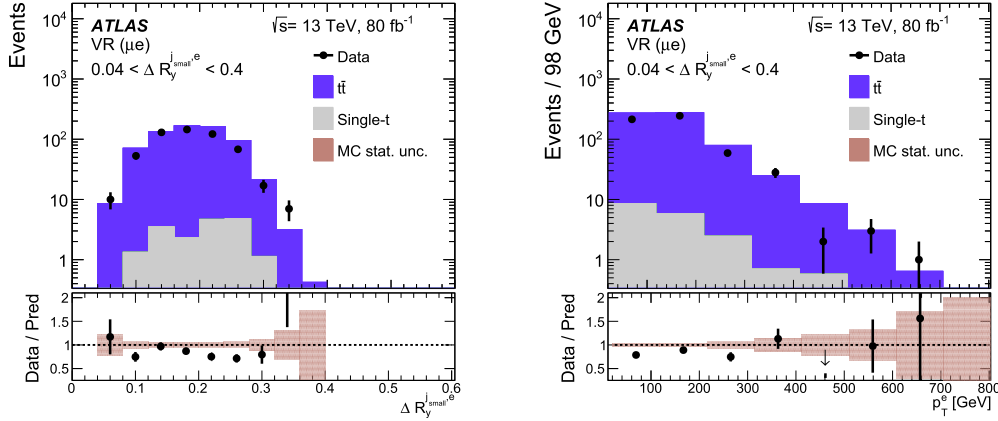 Events
10⁴
10³
10²
10
1
ATLAS
√s= 13 TeV, 80 fb⁻¹
VR (μe)
0.04 < Δ R_y^{j_small,e} < 0.4
Data
tt̄
Single-t
MC stat. unc.
Data / Pred
2
1.5
1
0.5
0 0.1 0.2 0.3 0.4 0.5 0.6
Δ R_y^{j_small,e}
Events / 98 GeV
10⁴
10³
10²
10
1
ATLAS
√s= 13 TeV, 80 fb⁻¹
VR (μe)
0.04 < Δ R_y^{j_small,e} < 0.4
Data
tt̄
Single-t
MC stat. unc.
Data / Pred
2
1.5
1
0.5
100 200 300 400 500 600 700 800
p_T^e [GeV]